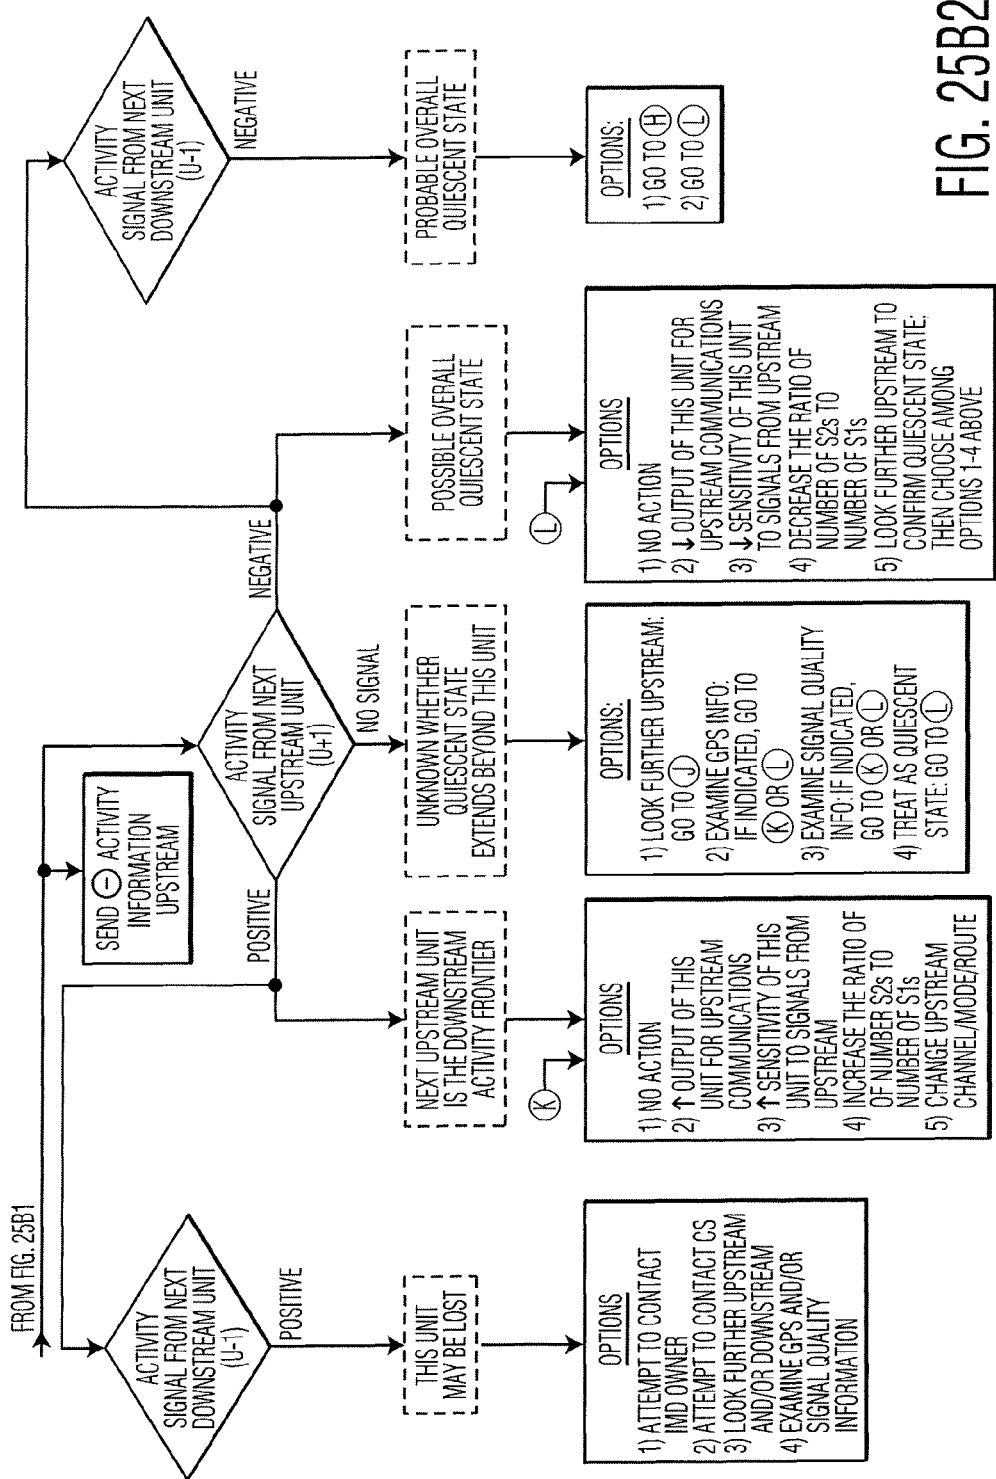 FROM FIG. 25B1
SEND ⊖ ACTIVITY
INFORMATION
UPSTREAM
ACTIVITY
SIGNAL FROM NEXT
DOWNSTREAM UNIT
(U-1)
POSITIVE
THIS UNIT
MAY BE LOST
OPTIONS
1) ATTEMPT TO CONTACT
IMD OWNER
2) ATTEMPT TO CONTACT CS
3) LOOK FURTHER UPSTREAM
AND/OR DOWNSTREAM
4) EXAMINE GPS AND/OR
SIGNAL QUALITY
INFORMATION
ACTIVITY
SIGNAL FROM NEXT
UPSTREAM UNIT
(U+1)
POSITIVE
NO SIGNAL
NEGATIVE
NEXT UPSTREAM UNIT
IS THE DOWNSTREAM
ACTIVITY FRONTIER
K
OPTIONS
1) NO ACTION
2) ↑ OUTPUT OF THIS
UNIT FOR UPSTREAM
COMMUNICATIONS
3) ↑ SENSITIVITY OF THIS
UNIT TO SIGNALS FROM
UPSTREAM
4) INCREASE THE RATIO OF
OF NUMBER S2s TO
NUMBER OF S1s
5) CHANGE UPSTREAM
CHANNEL/MODE/ROUTE
UNKNOWN WHETHER
QUIESCENT STATE
EXTENDS BEYOND THIS UNIT
OPTIONS:
1) LOOK FURTHER UPSTREAM:
GO TO J
2) EXAMINE GPS INFO:
IF INDICATED, GO TO
K OR L
3) EXAMINE SIGNAL QUALITY
INFO: IF INDICATED,
GO TO K OR L
4) TREAT AS QUIESCENT
STATE: GO TO L
POSSIBLE OVERALL
QUIESCENT STATE
L
OPTIONS
1) NO ACTION
2) ↓ OUTPUT OF THIS UNIT FOR
UPSTREAM COMMUNICATIONS
3) ↓ SENSITIVITY OF THIS UNIT
TO SIGNALS FROM UPSTREAM
4) DECREASE THE RATIO OF
NUMBER OF S2s TO
NUMBER OF S1s
5) LOOK FURTHER UPSTREAM TO
CONFIRM QUIESCENT STATE;
THEN CHOOSE AMONG
OPTIONS 1-4 ABOVE
ACTIVITY
SIGNAL FROM NEXT
DOWNSTREAM UNIT
(U-1)
NEGATIVE
PROBABLE OVERALL
QUIESCENT STATE
OPTIONS:
1) GO TO H
2) GO TO L
FIG. 25B2